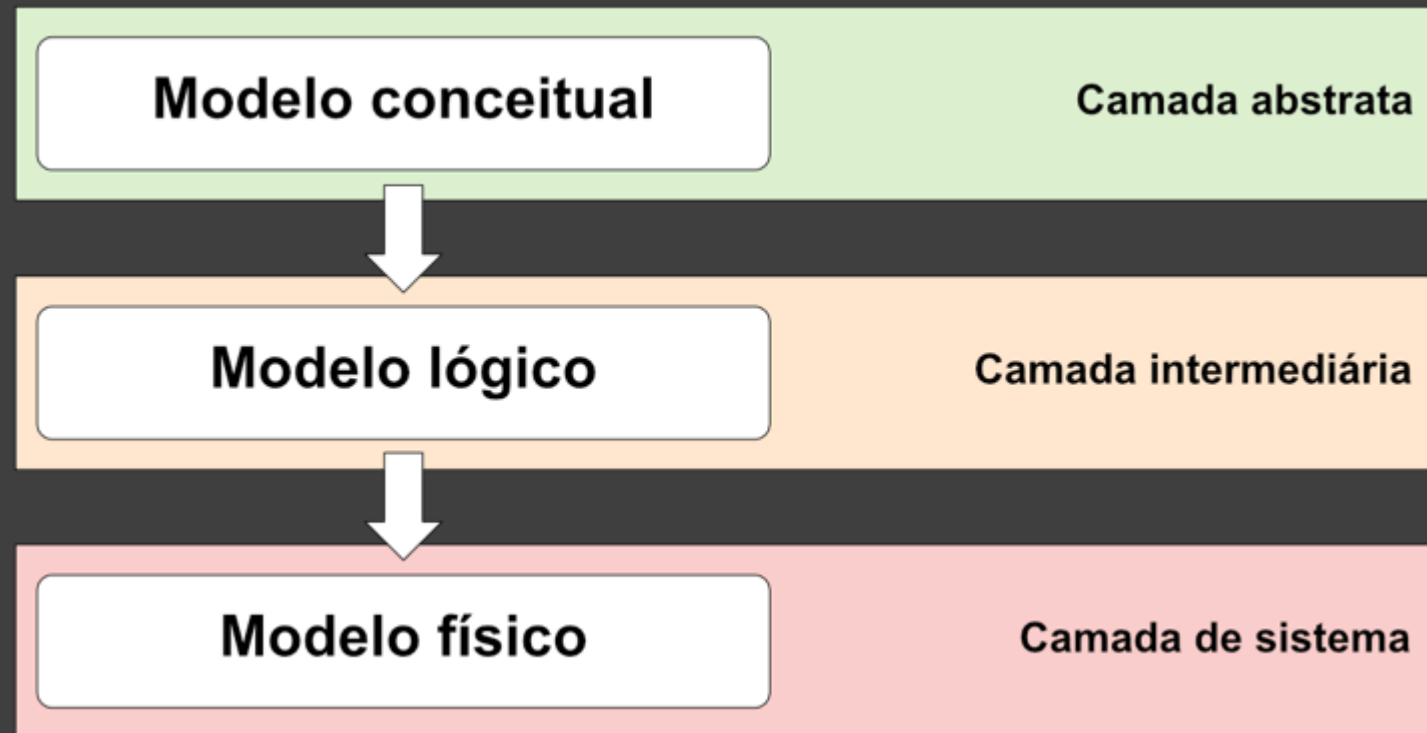 Modelo conceitual
Camada abstrata
Modelo lógico
Camada intermediária
Modelo físico
Camada de sistema